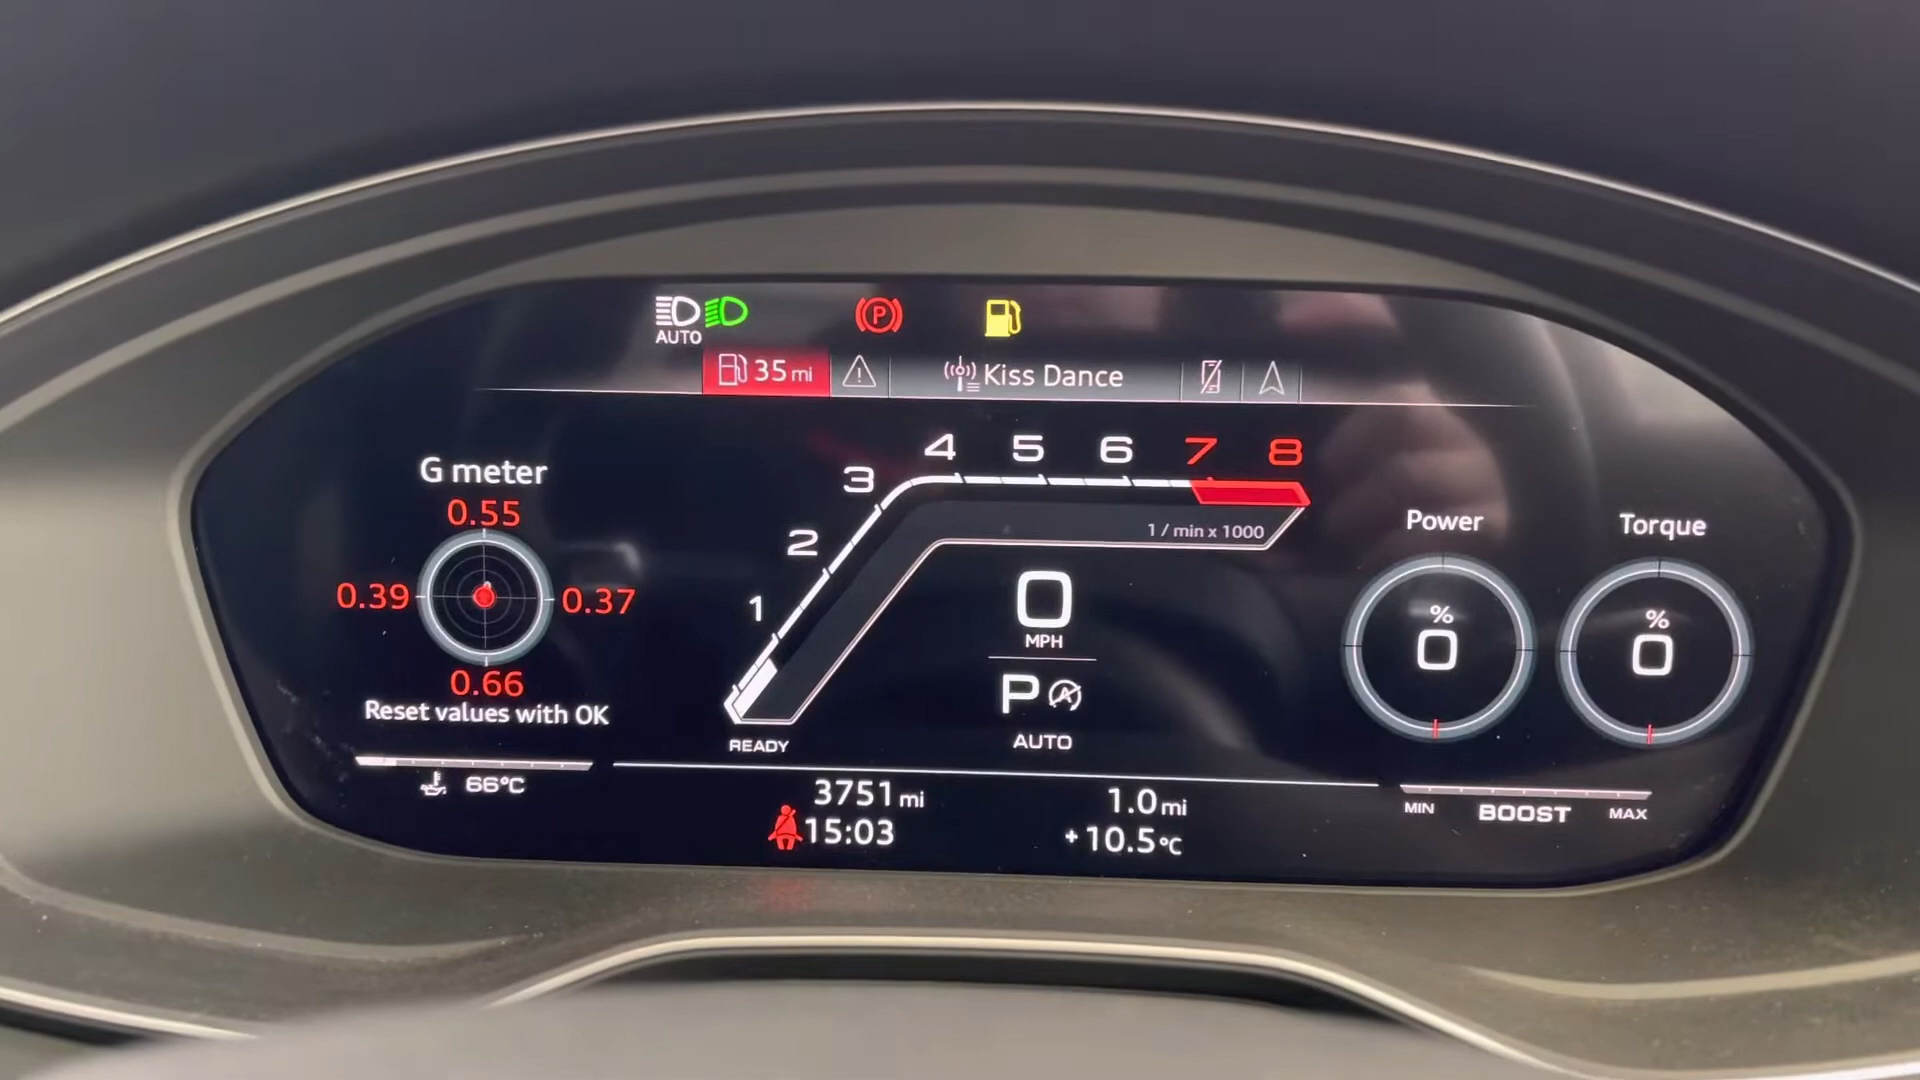 AUTO
P
35 mi
Kiss Dance
G meter
0.55
0.39
0.37
0.66
Reset values with OK
66°C
1
2
3
4
5
6
7
8
1 / min x 1000
READY
0
MPH
P A
AUTO
Power
%
0
Torque
%
0
3751 mi
1.0 mi
15:03
+10.5 °C
MIN BOOST MAX